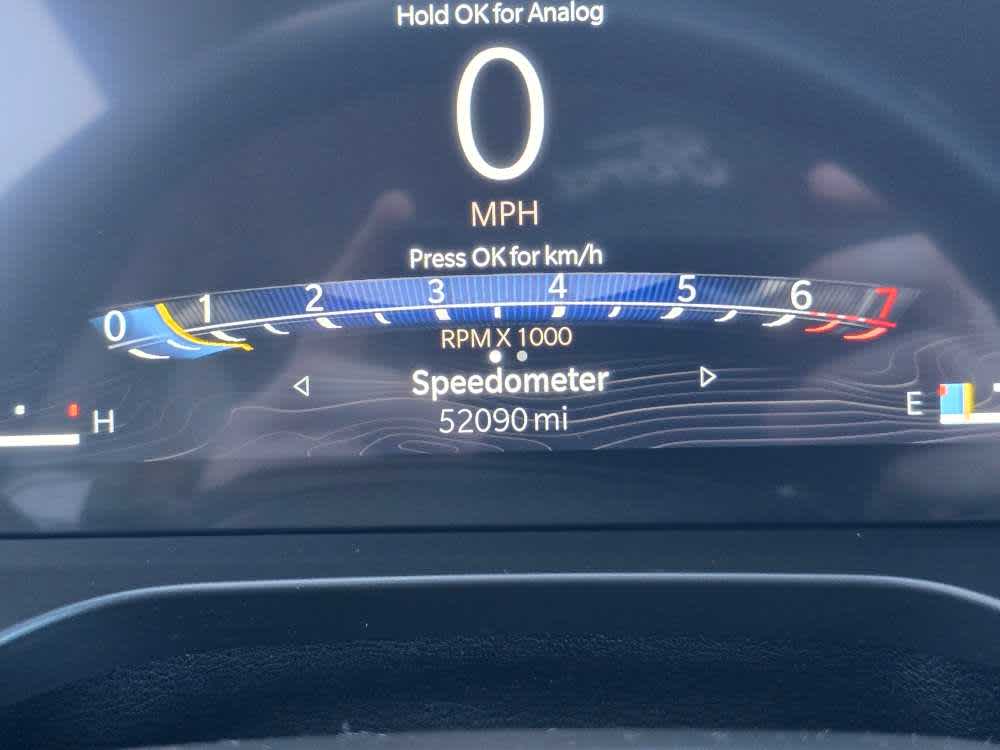 Hold OK for Analog
0
MPH
Press OK for km/h
0 1 2 3 4 5 6 7
RPM X 1000
Speedometer
52090 mi
H
E